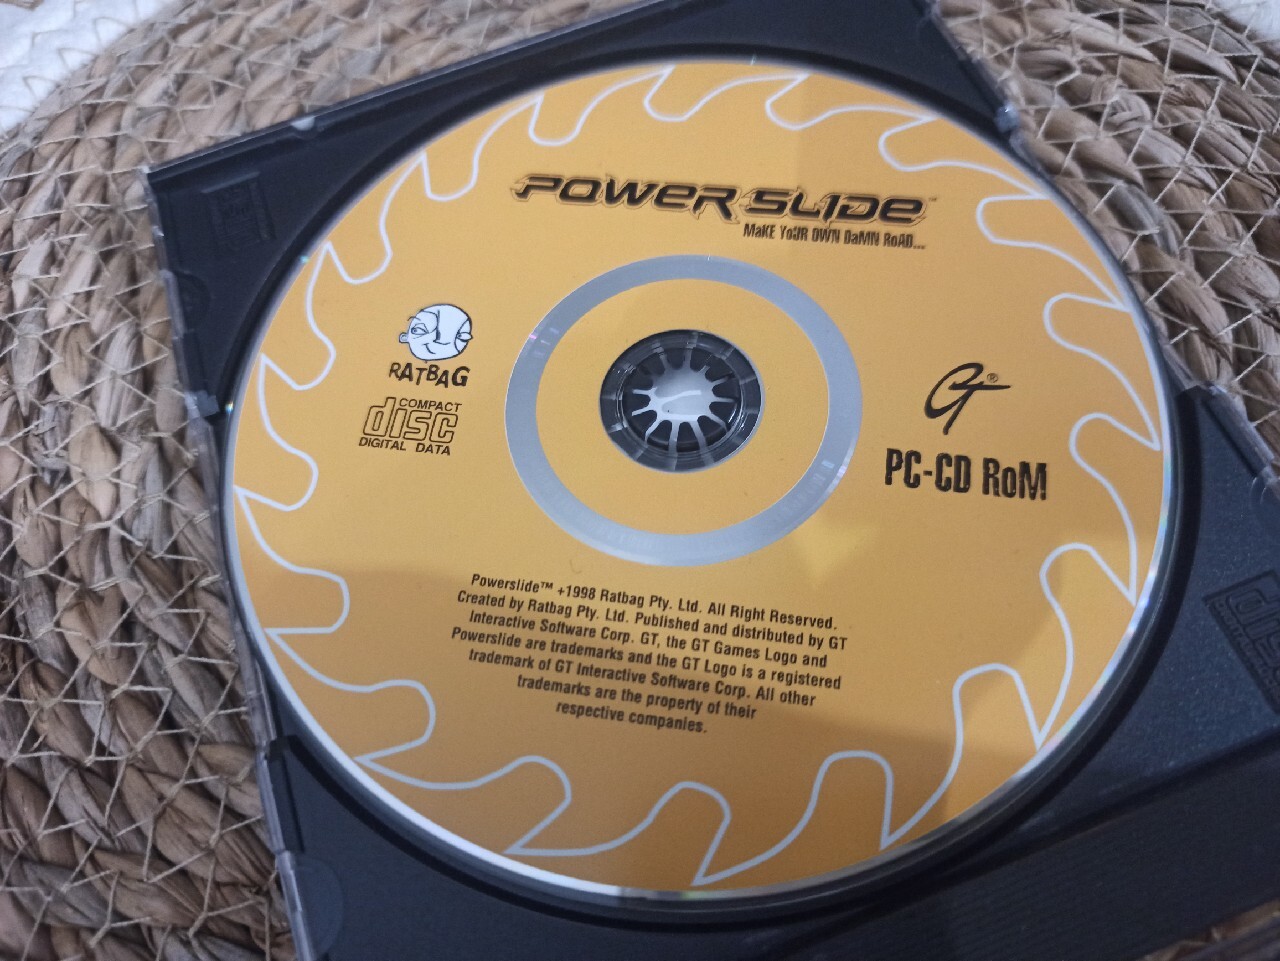 POWERSLIDE™
MaKE YoUR OWN DaMN RoAD...
RATBAG
COMPACT
disc
DIGITAL DATA
GT®
PC-CD RoM
Powerslide™ +1998 Ratbag Pty. Ltd. All Right Reserved.
Created by Ratbag Pty. Ltd. Published and distributed by GT
Interactive Software Corp. GT, the GT Games Logo and
Powerslide are trademarks and the GT Logo is a registered
trademark of GT Interactive Software Corp. All other
trademarks are the property of their
respective companies.
disc